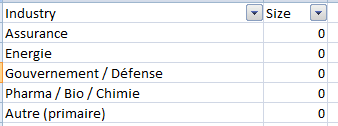 Industry Size
Assurance 0
Energie 0
Gouvernement / Défense 0
Pharma / Bio / Chimie 0
Autre (primaire) 0